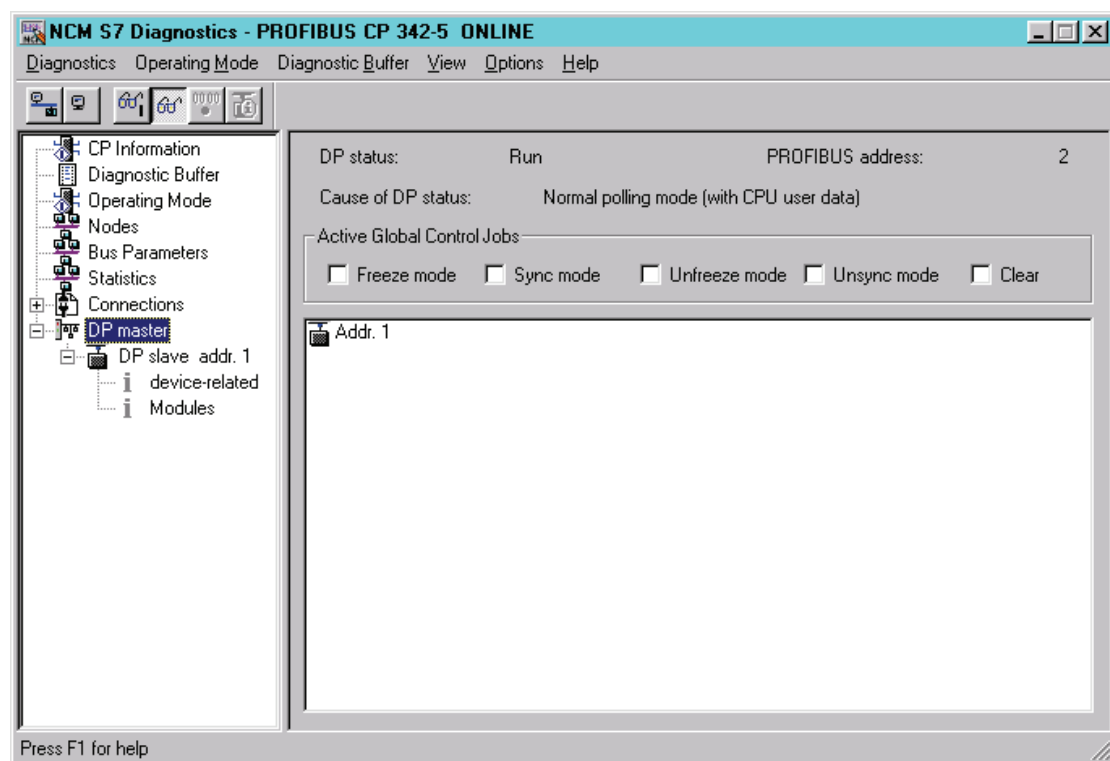 NCM S7 Diagnostics - PROFIBUS CP 342-5 ONLINE
Diagnostics Operating Mode Diagnostic Buffer View Options Help
CP Information
Diagnostic Buffer
Operating Mode
Nodes
Bus Parameters
Statistics
Connections
DP master
DP slave addr. 1
device-related
Modules
DP status: Run PROFIBUS address: 2
Cause of DP status: Normal polling mode (with CPU user data)
Active Global Control Jobs
Freeze mode Sync mode Unfreeze mode Unsync mode Clear
Addr. 1
Press F1 for help